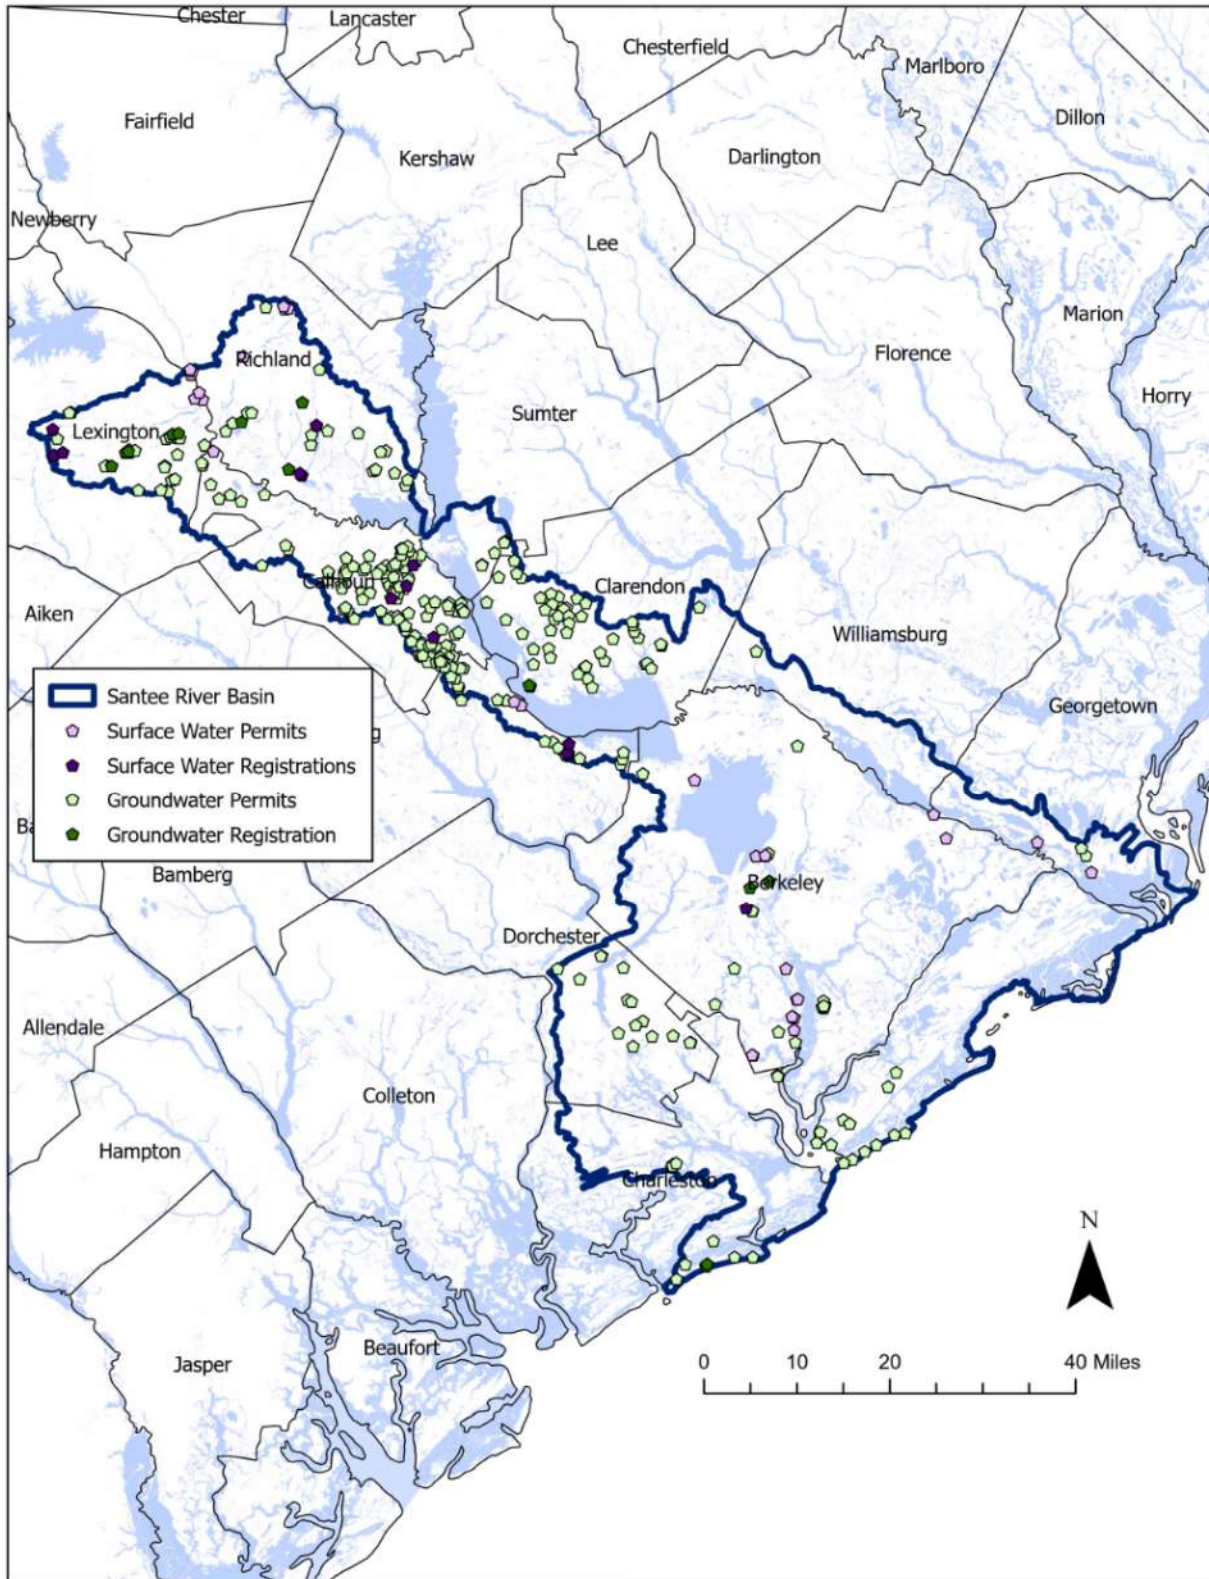 Chester
Lancaster
Chesterfield
Marlboro
Dillon
Fairfield
Kershaw
Darlington
Newberry
Lee
Marion
Richland
Florence
Horry
Sumter
Lexington
Calhoun
Clarendon
Aiken
Williamsburg
Georgetown
Santee River Basin
Surface Water Permits
Surface Water Registrations
Groundwater Permits
Groundwater Registration
g
Ba
Bamberg
Berkeley
Dorchester
Allendale
Colleton
Hampton
Charleston
N
Beaufort
Jasper
0 10 20 40 Miles